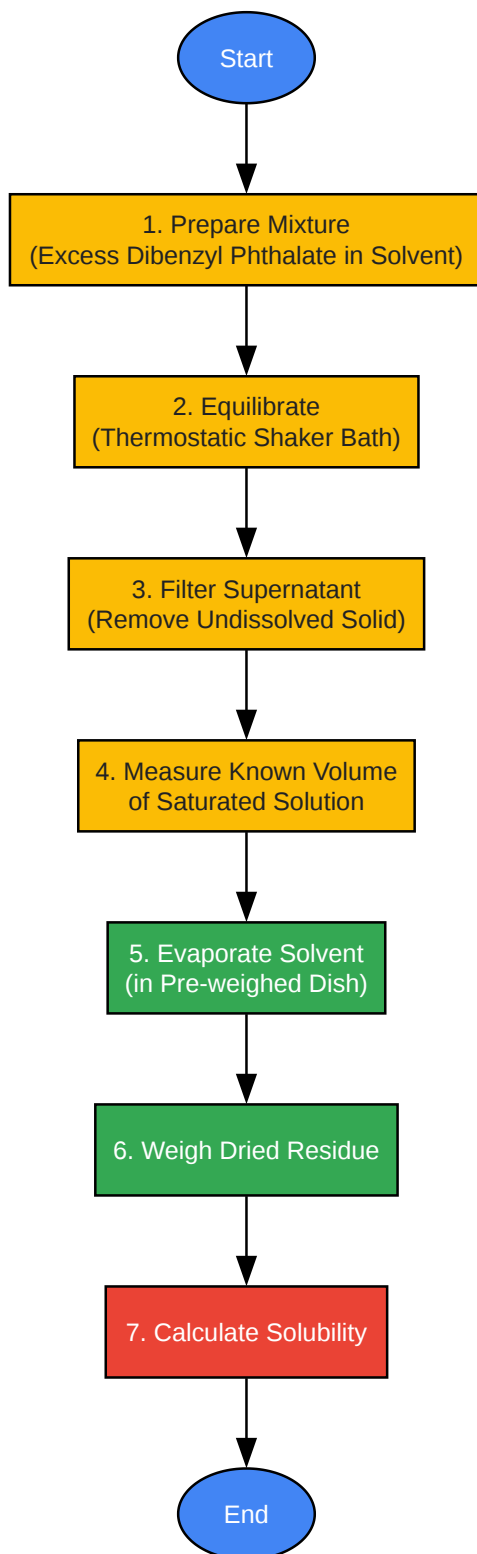 Start
1. Prepare Mixture
(Excess Dibenzyl Phthalate in Solvent)
2. Equilibrate
(Thermostatic Shaker Bath)
3. Filter Supernatant
(Remove Undissolved Solid)
4. Measure Known Volume
of Saturated Solution
5. Evaporate Solvent
(in Pre-weighed Dish)
6. Weigh Dried Residue
7. Calculate Solubility
End